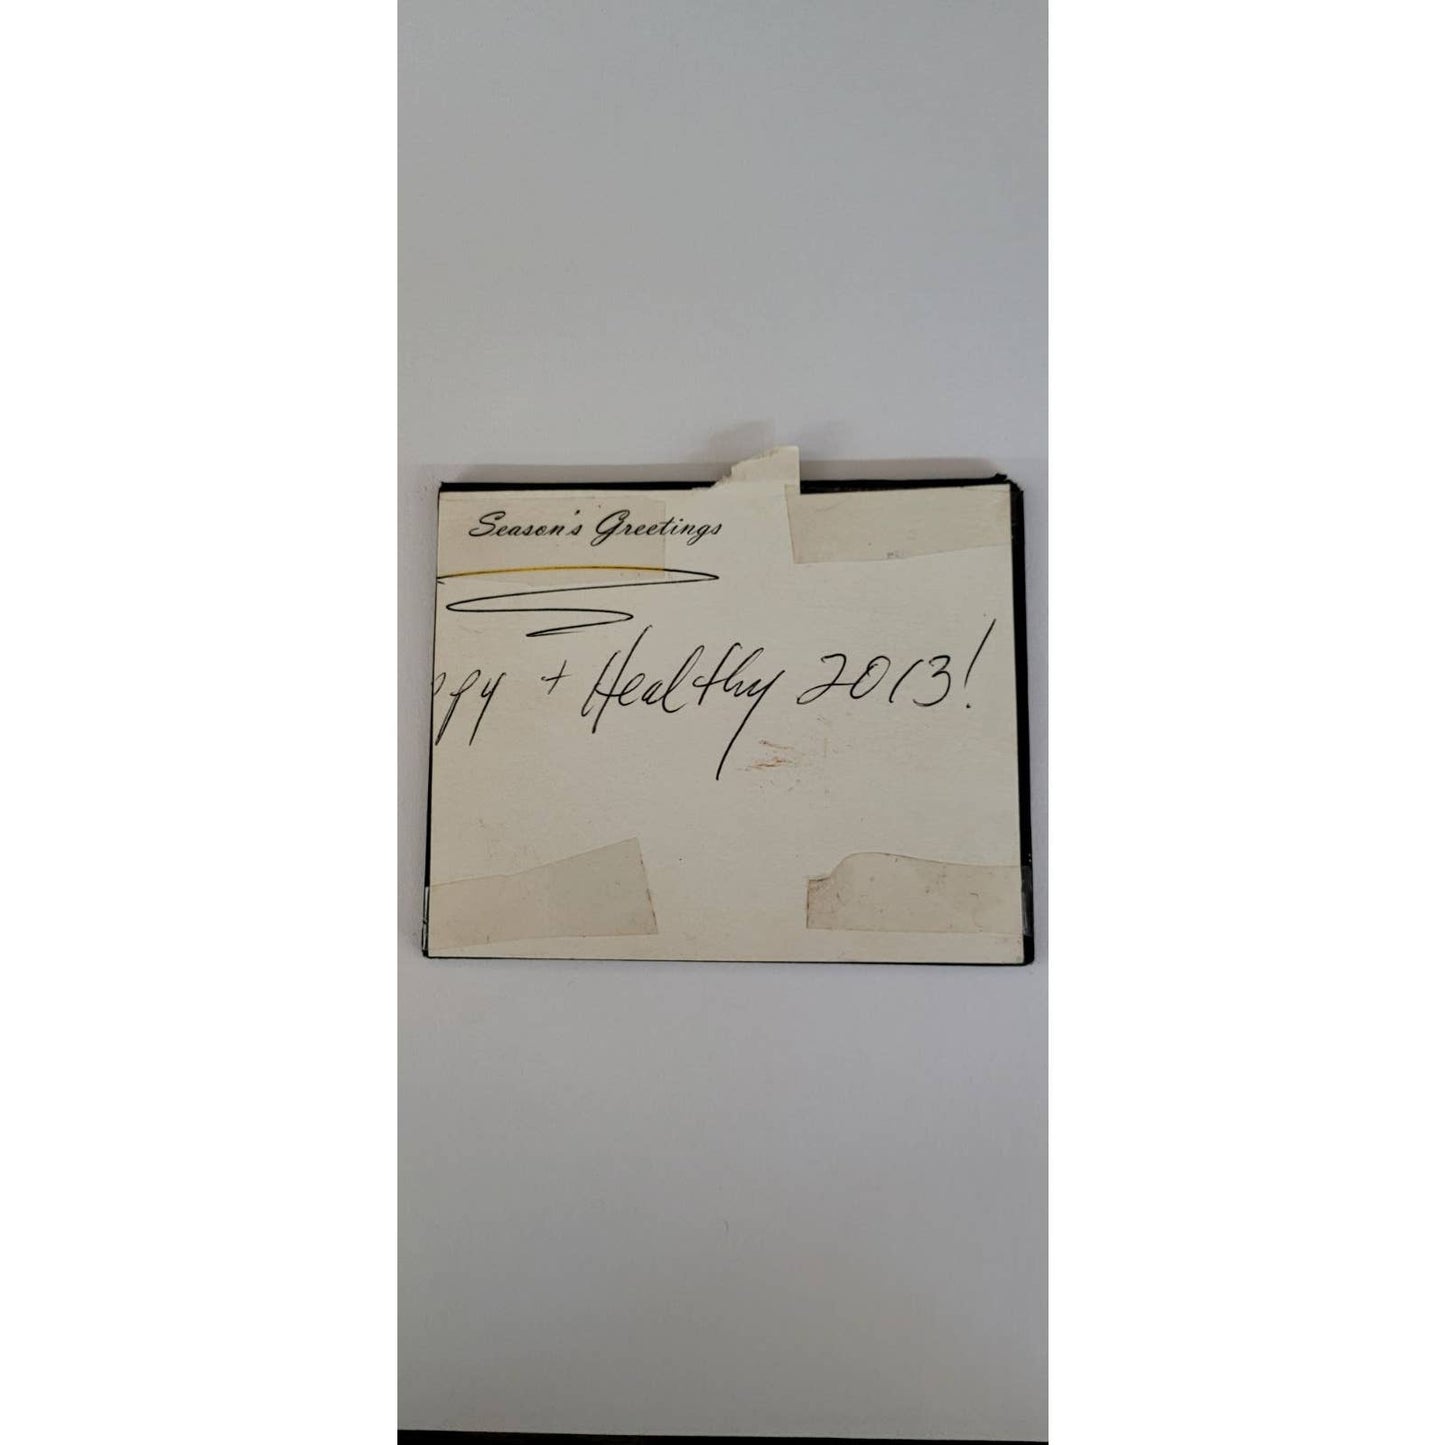 Season's Greetings
ppy + Healthy 2013!